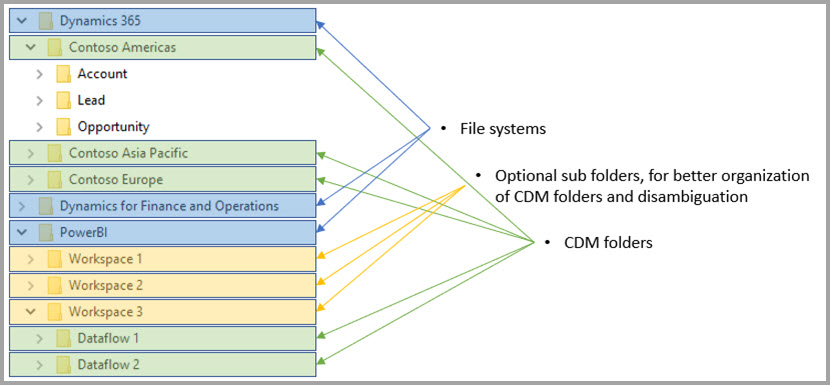 Dynamics 365
Contoso Americas
Account
Lead
Opportunity
Contoso Asia Pacific
Contoso Europe
Dynamics for Finance and Operations
PowerBI
Workspace 1
Workspace 2
Workspace 3
Dataflow 1
Dataflow 2
• File systems
• Optional sub folders, for better organization
of CDM folders and disambiguation
• CDM folders